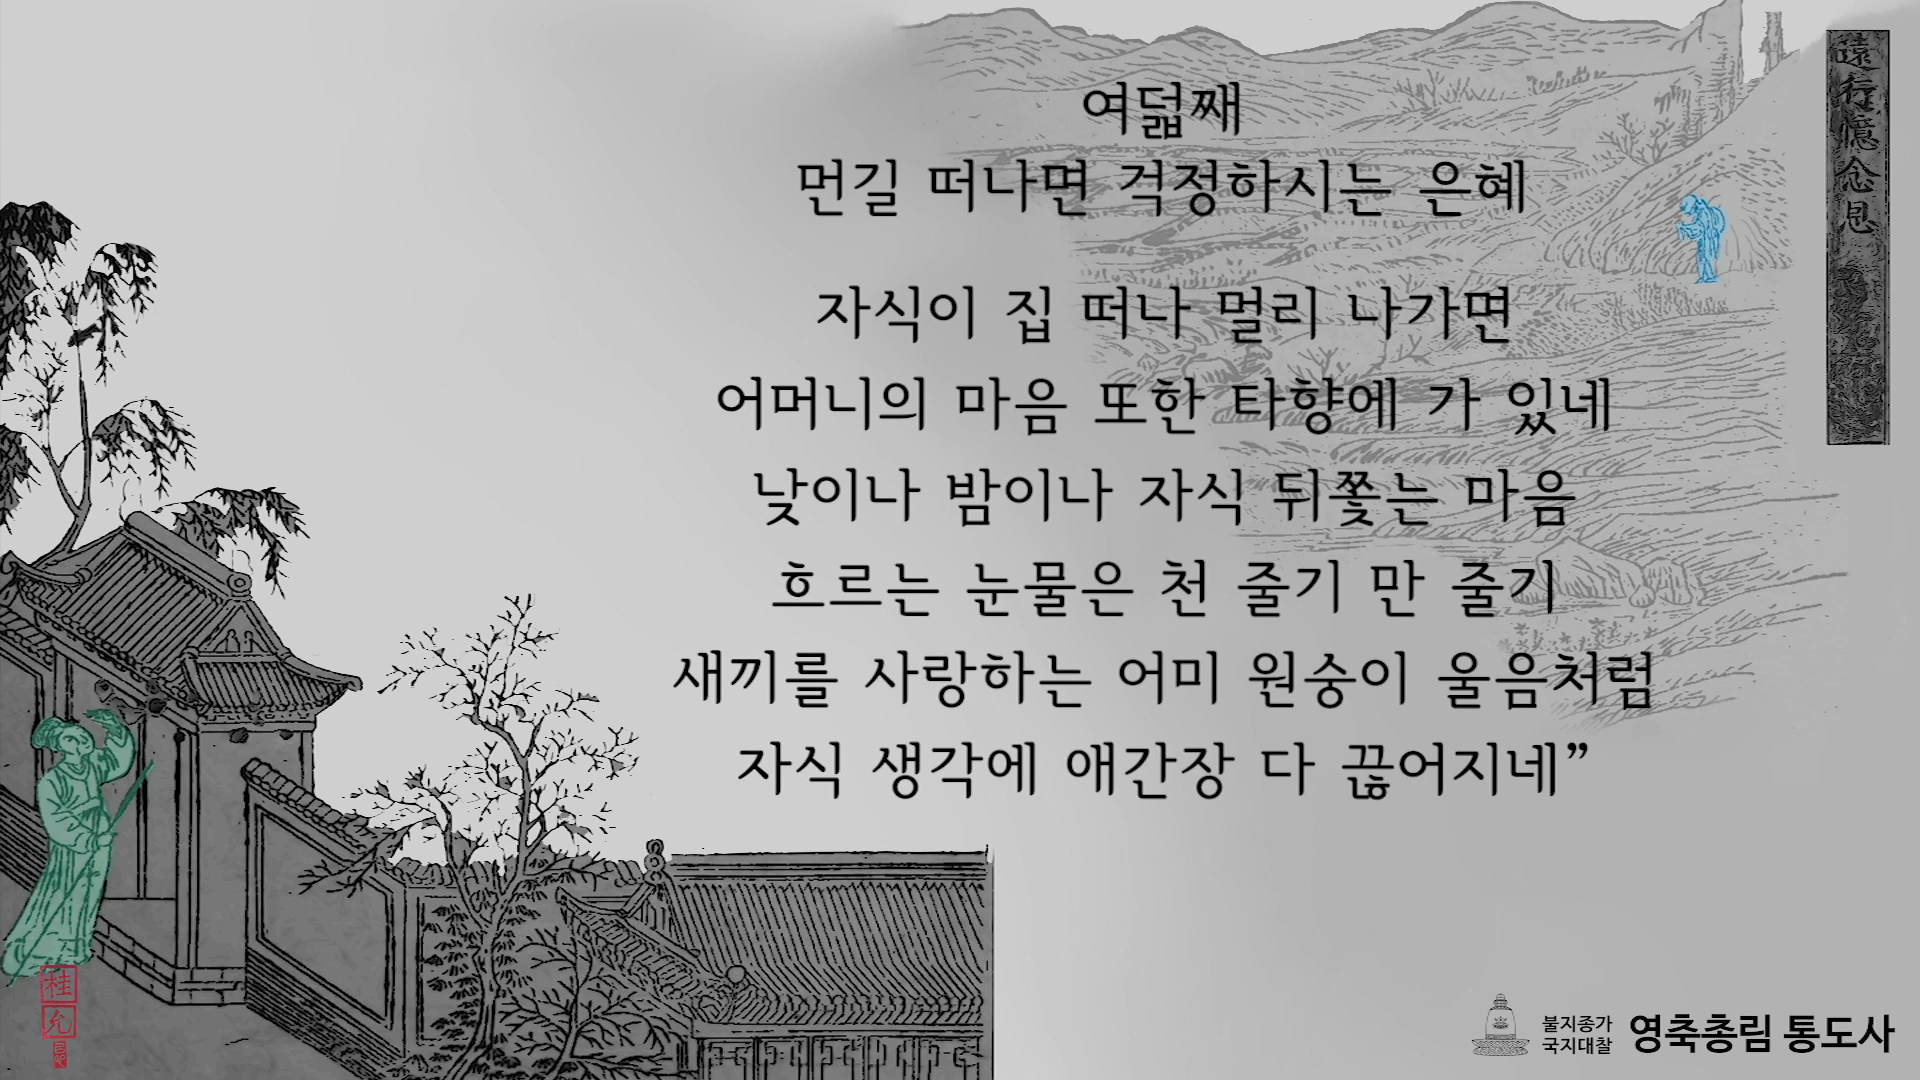 여덟째
먼길 떠나면 걱정하시는 은혜
자식이 집 떠나 멀리 나가면
어머니의 마음 또한 타향에 가 있네
낮이나 밤이나 자식 뒤쫓는 마음
흐르는 눈물은 천 줄기 만 줄기
새끼를 사랑하는 어미 원숭이 울음처럼
자식 생각에 애간장 다 끊어지네”
遠行憶念恩
桂
允
불지종가
국지대찰
영축총림 통도사